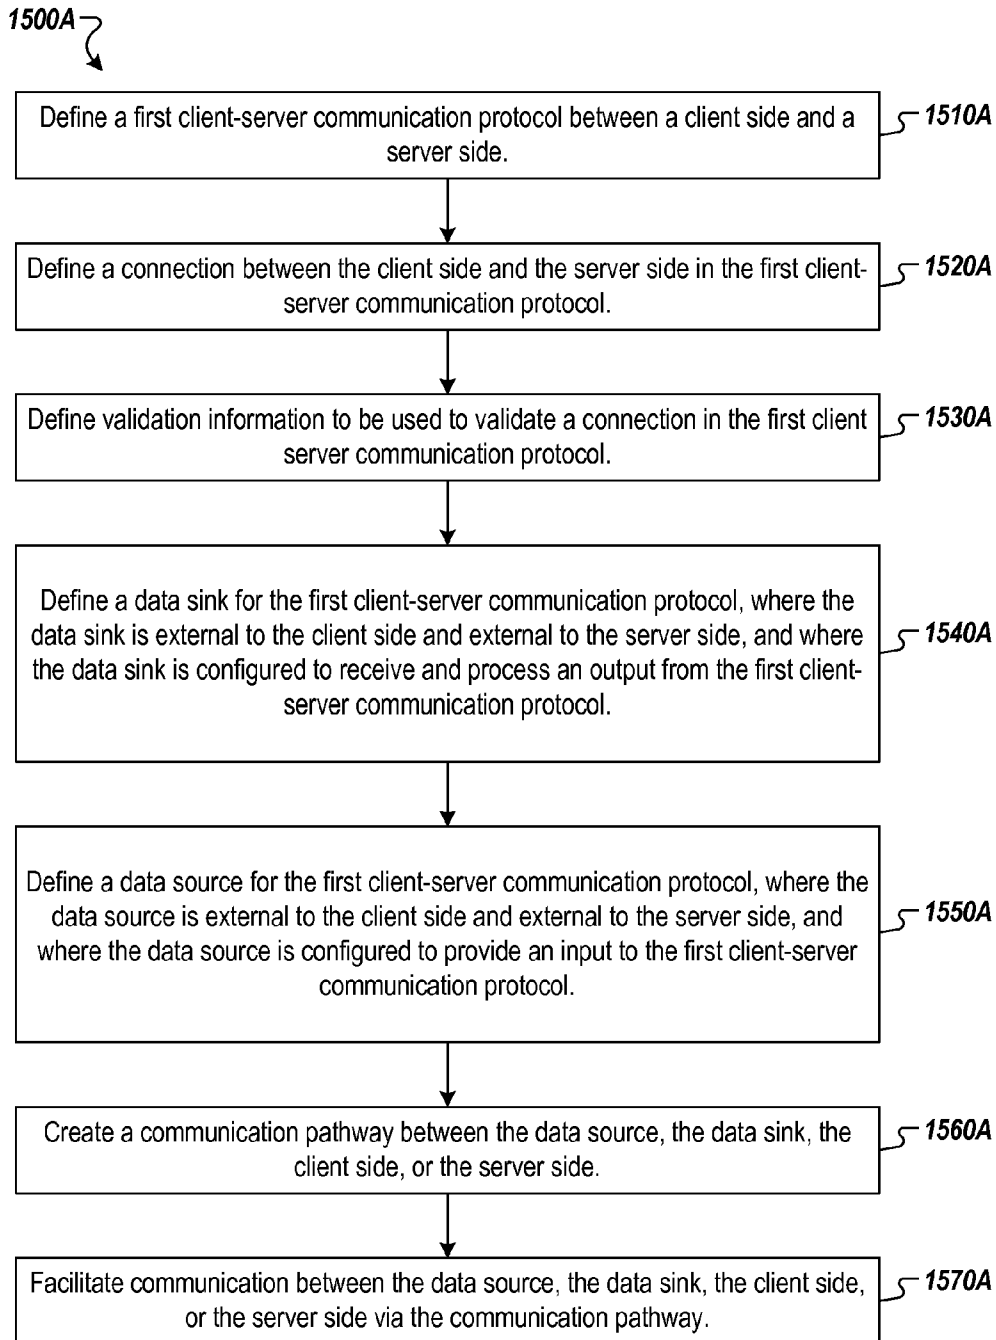 1500A
Define a first client-server communication protocol between a client side and a
server side.
1510A
Define a connection between the client side and the server side in the first client-
server communication protocol.
1520A
Define validation information to be used to validate a connection in the first client
server communication protocol.
1530A
Define a data sink for the first client-server communication protocol, where the
data sink is external to the client side and external to the server side, and where
the data sink is configured to receive and process an output from the first client-
server communication protocol.
1540A
Define a data source for the first client-server communication protocol, where the
data source is external to the client side and external to the server side, and
where the data source is configured to provide an input to the first client-server
communication protocol.
1550A
Create a communication pathway between the data source, the data sink, the
client side, or the server side.
1560A
Facilitate communication between the data source, the data sink, the client side,
or the server side via the communication pathway.
1570A